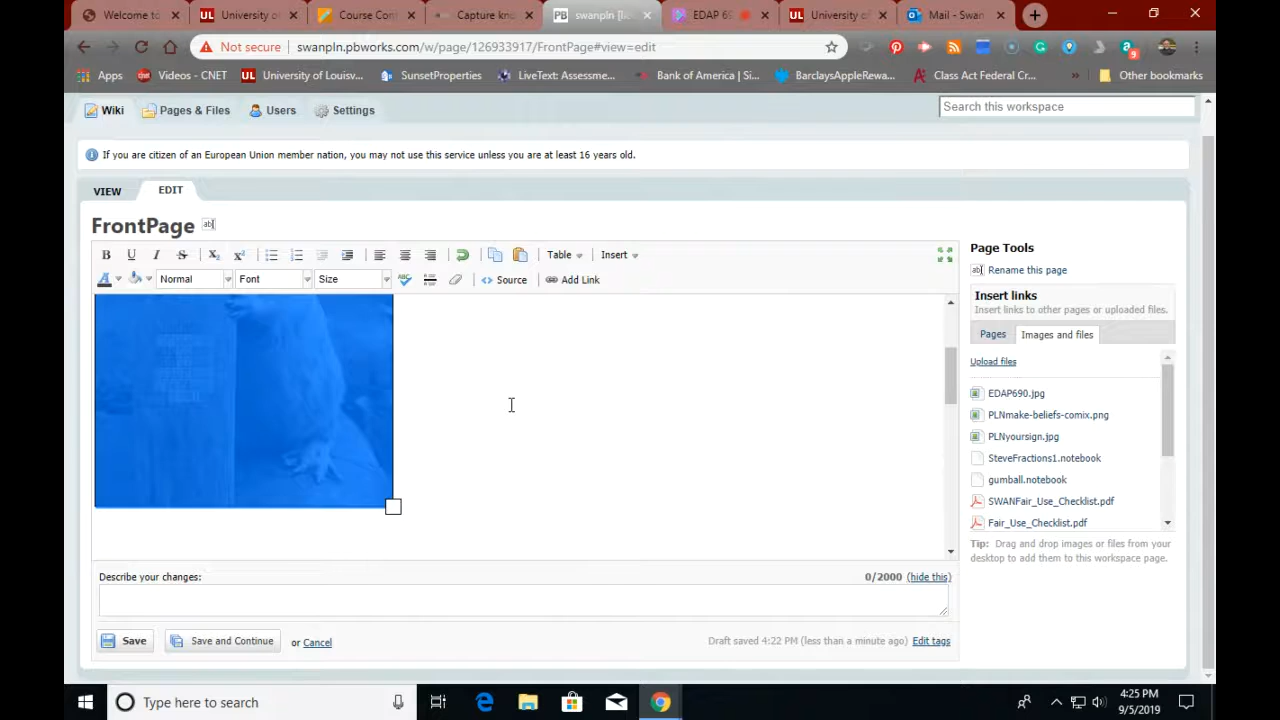 Welcome to
University o
Course Con
Capture kno
PB swanpln [lic
EDAP 69
University of
Mail - Swan
Not secure swanpln.pbworks.com/w/page/126933917/FrontPage#view=edit
Apps Videos - CNET University of Louisv... SunsetProperties LiveText: Assessme... Bank of America | Si... BarclaysAppleRewa... Class Act Federal Cr... » Other bookmarks
Wiki Pages & Files Users Settings Search this workspace
If you are citizen of an European Union member nation, you may not use this service unless you are at least 16 years old.
VIEW EDIT
FrontPage
Page Tools
Rename this page
B U I S X₂ X² Table Insert
A Normal Font Size ABC Source Add Link
Insert links
Insert links to other pages or uploaded files.
Pages Images and files
Upload files
EDAP690.jpg
PLNmake-beliefs-comix.png
PLNyoursign.jpg
SteveFractions1.notebook
gumball.notebook
SWANFair_Use_Checklist.pdf
Fair_Use_Checklist.pdf
Tip: Drag and drop images or files from your
desktop to add them to this workspace page.
Describe your changes: 0/2000 (hide this)
Save Save and Continue or Cancel Draft saved 4:22 PM (less than a minute ago) Edit tags
Type here to search
4:25 PM
9/5/2019